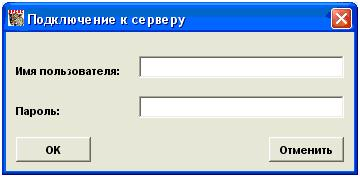 Подключение к серверу
Имя пользователя:
Пароль:
OK Отменить